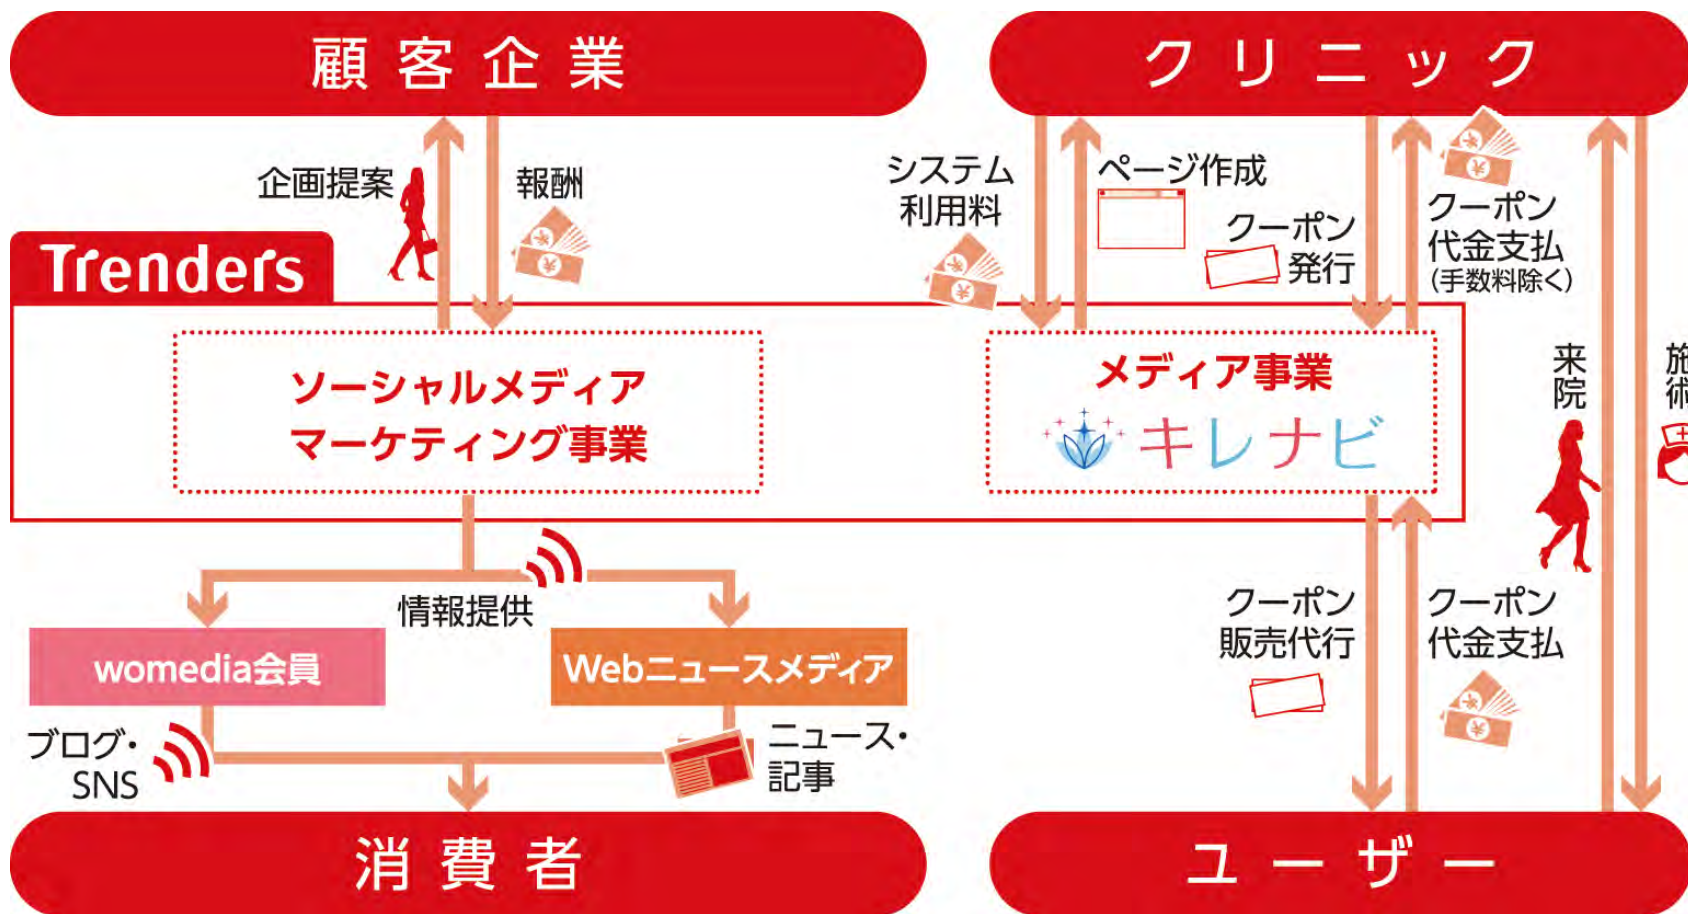 顧客企業
クリニック
企画提案
報酬
システム
利用料
ページ作成
クーポン
発行
クーポン
代金支払
(手数料除く)
Trenders
ソーシャルメディア
マーケティング事業
メディア事業
キレナビ
来院
施術
情報提供
womedia会員
Webニュースメディア
ブログ・
SNS
ニュース・
記事
クーポン
販売代行
クーポン
代金支払
消費者
ユーザー